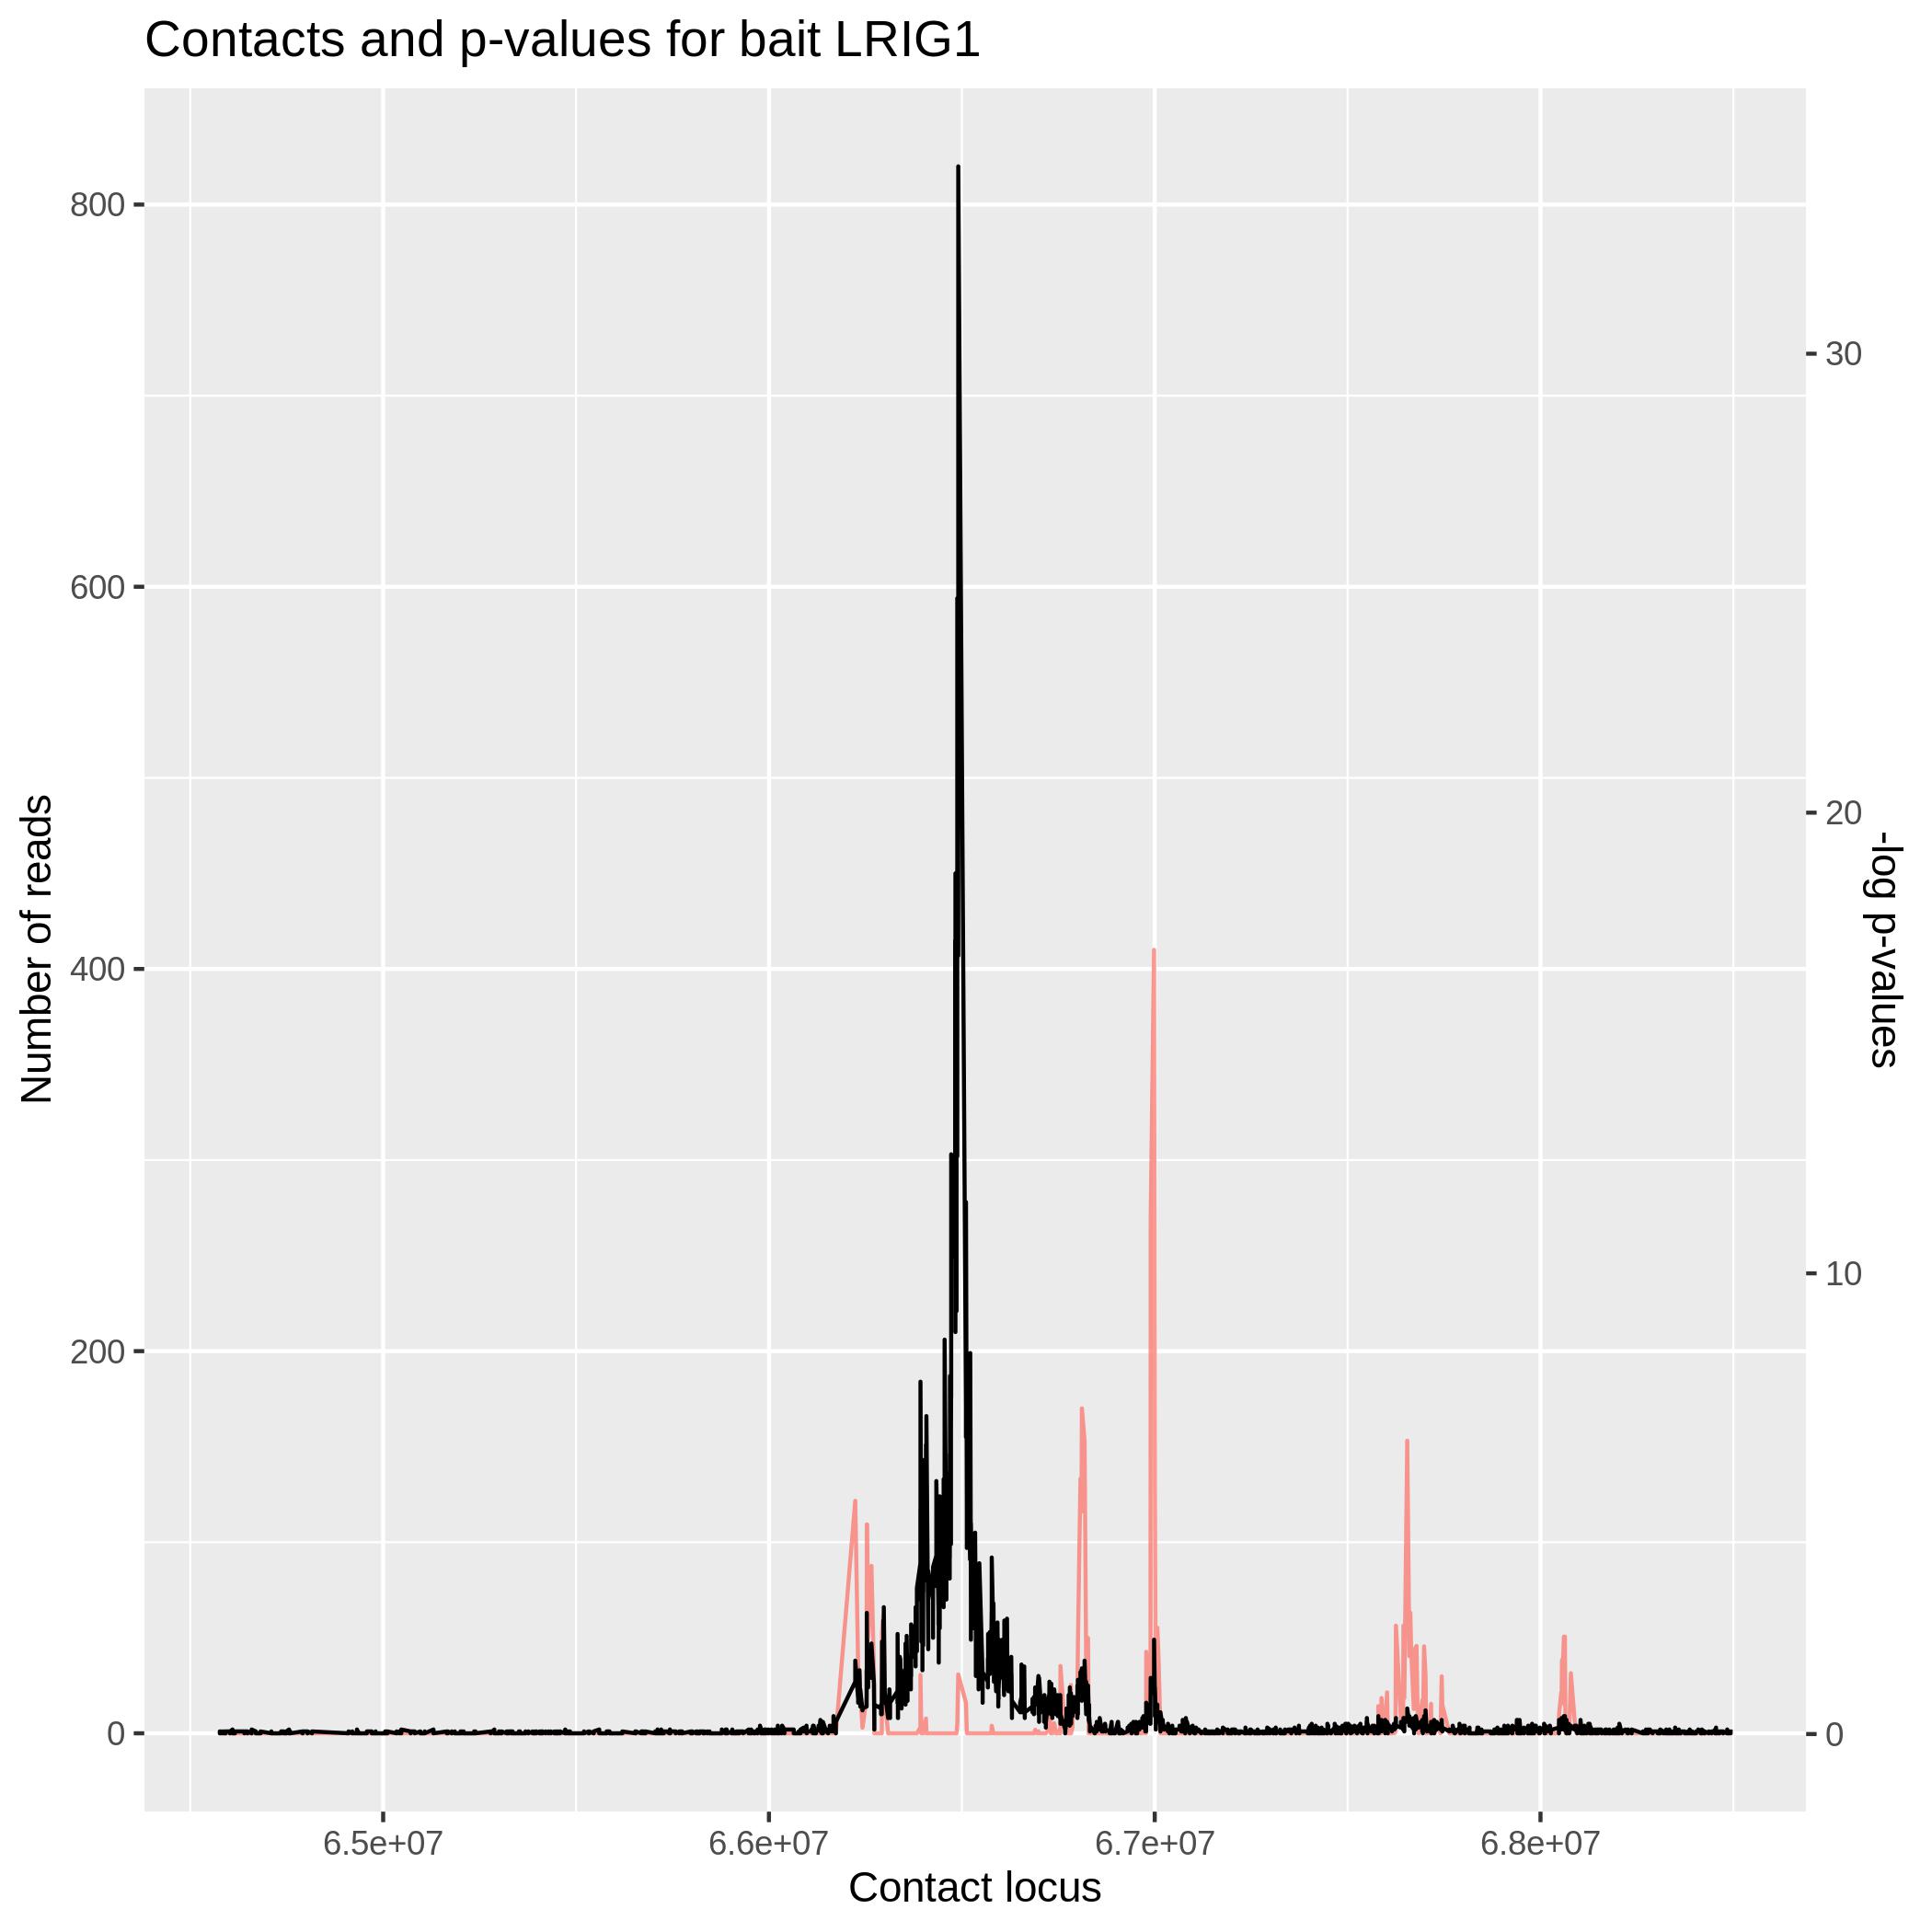 Contacts and p-values for bait LRIG1
800
600
400
200
0
Number of reads
30
20
10
0
-log p-values
6.5e+07 6.6e+07 6.7e+07 6.8e+07
Contact locus